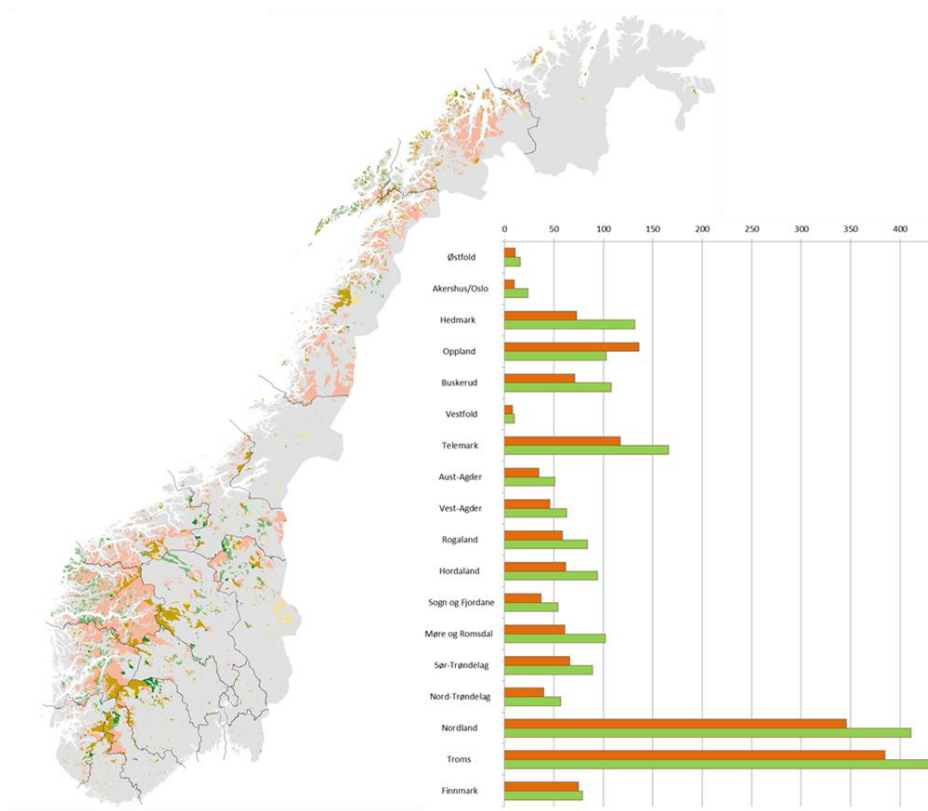 0 50 100 150 200 250 300 350 400
Østfold
Akershus/Oslo
Hedmark
Oppland
Buskerud
Vestfold
Telemark
Aust-Agder
Vest-Agder
Rogaland
Hordaland
Sogn og Fjordane
Møre og Romsdal
Sør-Trøndelag
Nord-Trøndelag
Nordland
Troms
Finnmark